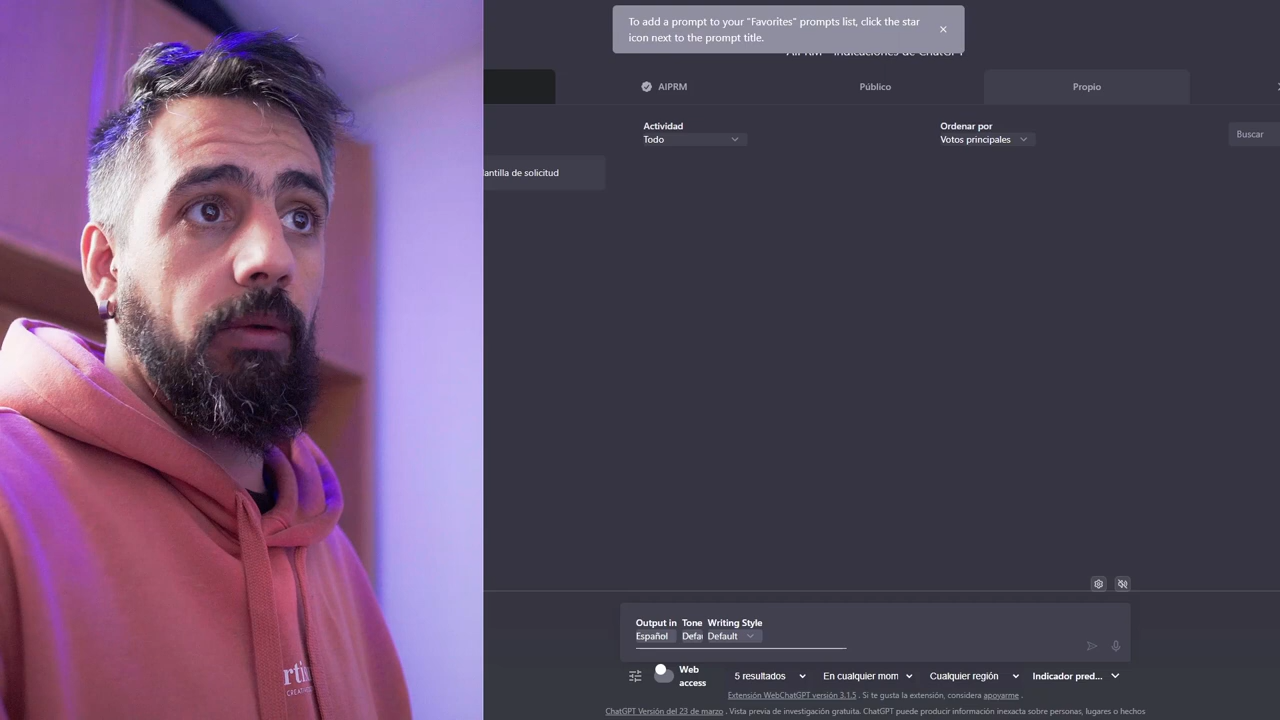 To add a prompt to your "Favorites" prompts list, click the star
icon next to the prompt title.
AIPRM
Público
Propio
Actividad
Todo
Ordenar por
Votos principales
Buscar
antilla de solicitud
Output in Tone Writing Style
Español Defau Default
Web
access
5 resultados
En cualquier mom
Cualquier región
Indicador pred...
Extensión WebChatGPT versión 3.1.5 . Si te gusta la extensión, considera apoyarme .
ChatGPT Versión del 23 de marzo . Vista previa de investigación gratuita. ChatGPT puede producir información inexacta sobre personas, lugares o hechos